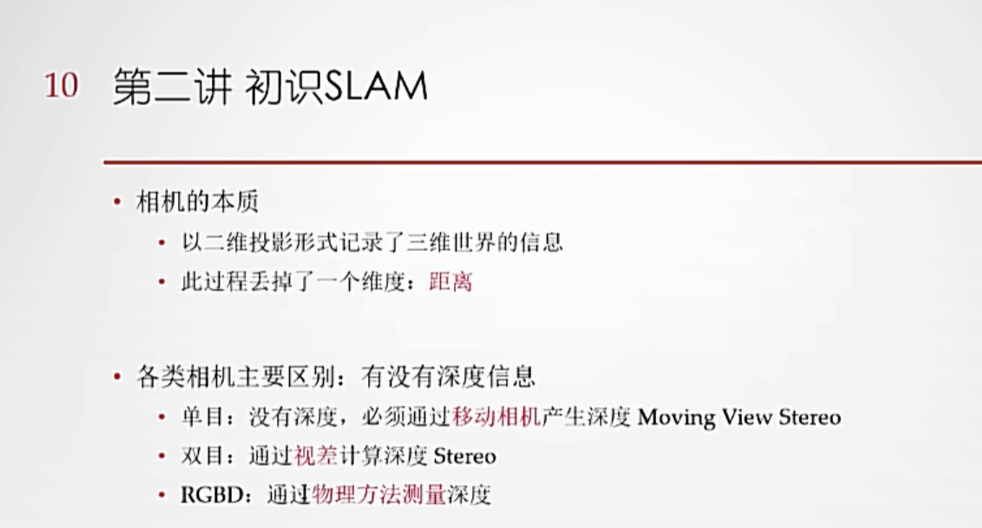 10 第二讲 初识SLAM
• 相机的本质
• 以二维投影形式记录了三维世界的信息
• 此过程丢掉了一个维度：距离
• 各类相机主要区别：有没有深度信息
• 单目：没有深度，必须通过移动相机产生深度 Moving View Stereo
• 双目：通过视差计算深度 Stereo
• RGBD：通过物理方法测量深度